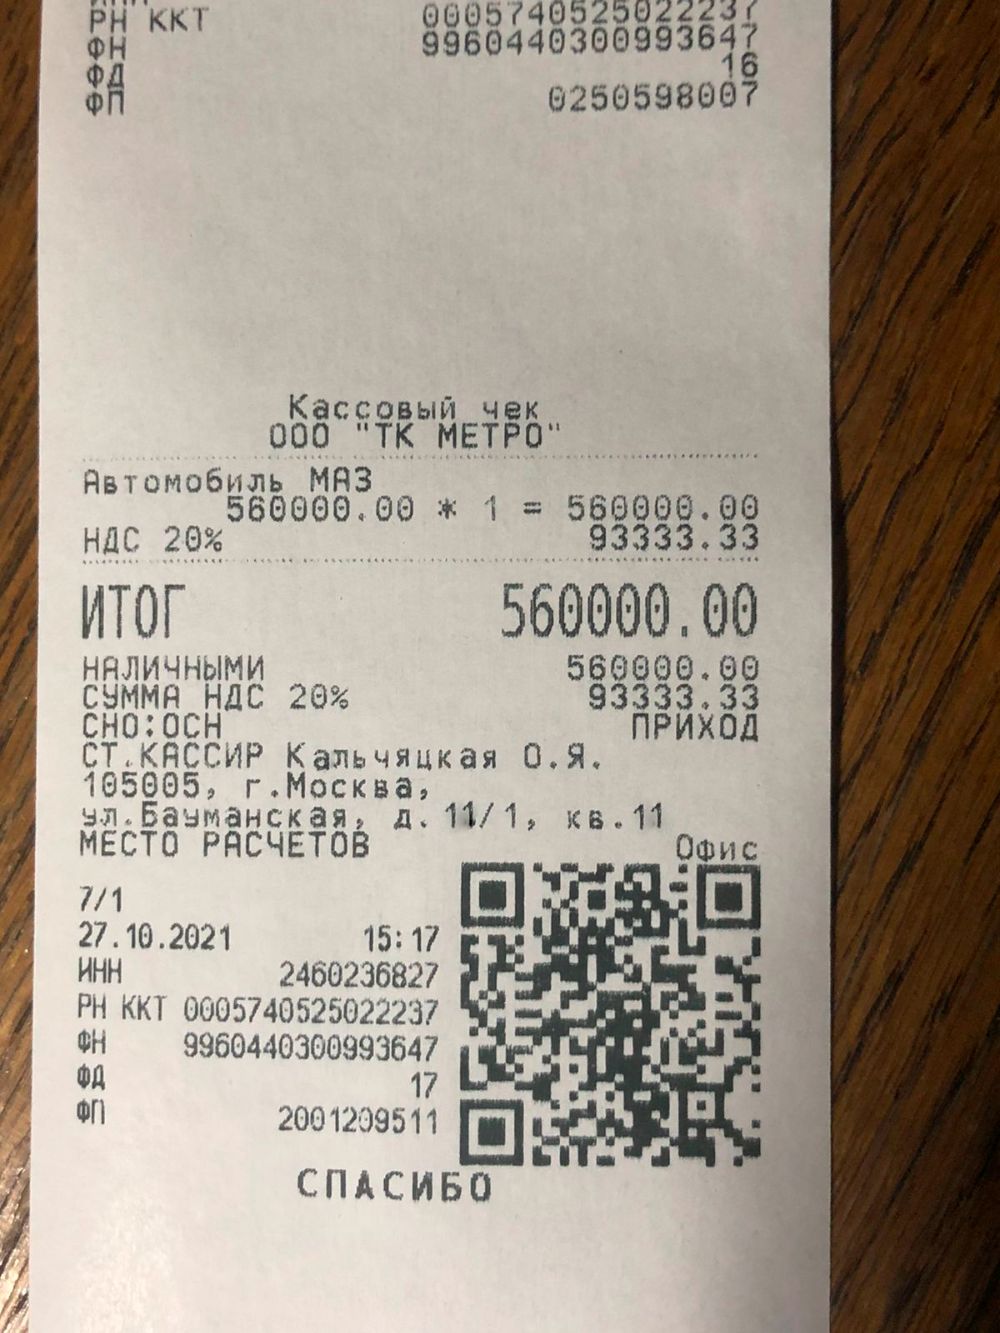 РН ККТ 0005740525022237
ФН 9960440300993647
ФД 16
ФП 0250598007
Кассовый чек
ООО "ТК МЕТРО"
Автомобиль МАЗ
560000.00 * 1 = 560000.00
НДС 20% 93333.33
ИТОГ 560000.00
НАЛИЧНЫМИ 560000.00
СУММА НДС 20% 93333.33
СНО:ОСН ПРИХОД
СТ.КАССИР Кальчяцкая О.Я.
105005, г.Москва,
ул.Бауманская, д.11/1, кв.11
МЕСТО РАСЧЕТОВ Офис
7/1
27.10.2021 15:17
ИНН 2460236827
РН ККТ 0005740525022237
ФН 9960440300993647
ФД 17
ФП 2001209511
СПАСИБО